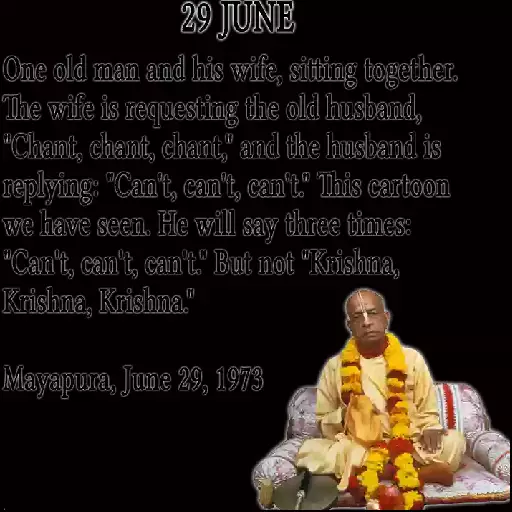 29 JUNE
One old man and his wife, sitting together.
The wife is requesting the old husband,
"Chant, chant, chant," and the husband is
replying: "Can't, can't, can't." This cartoon
we have seen. He will say three times:
"Can't, can't, can't." But not "Krishna,
Krishna, Krishna."
Mayapura, June 29, 1973